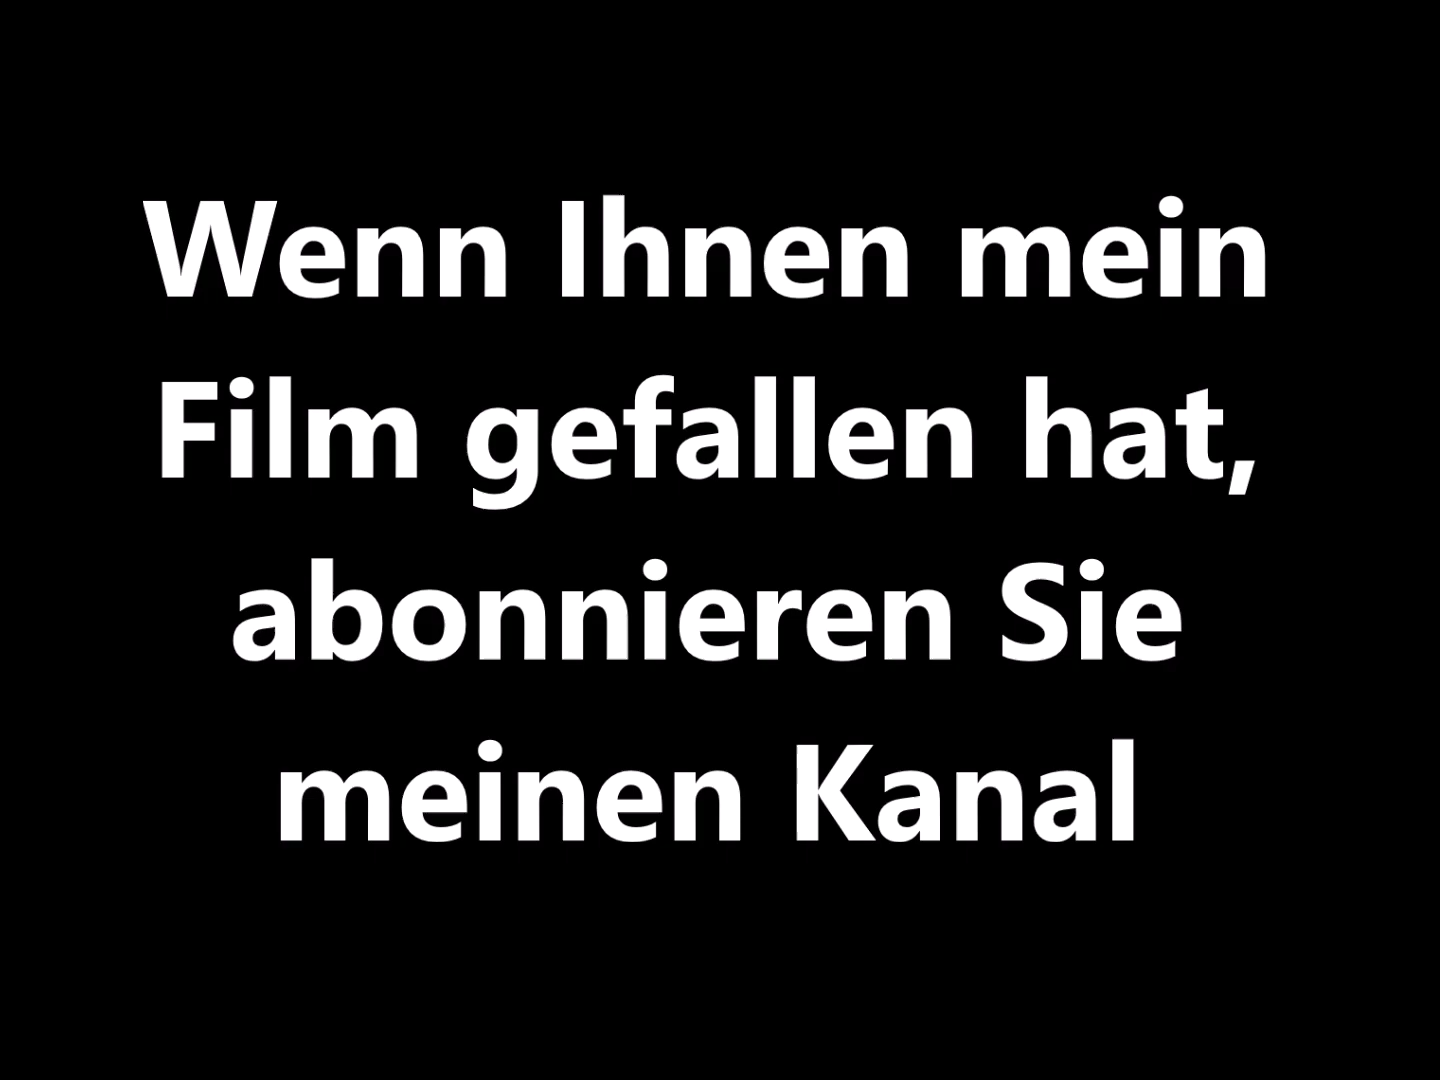 Wenn Ihnen mein
Film gefallen hat,
abonnieren Sie
meinen Kanal